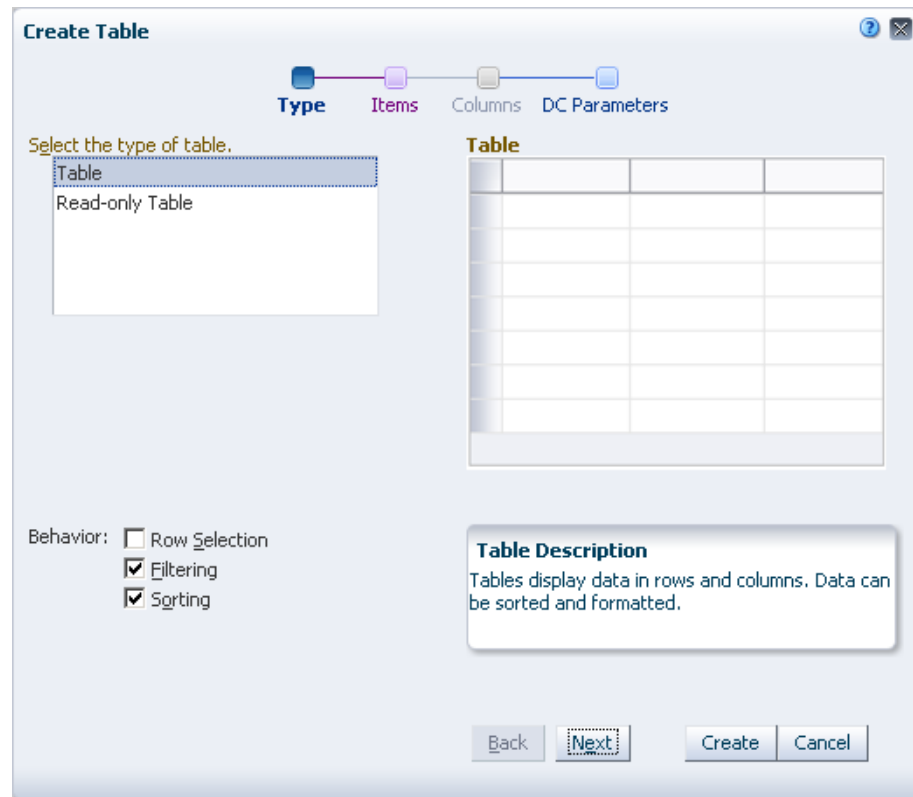 Create Table
Type Items Columns DC Parameters
Select the type of table.
Table
Read-only Table
Table
Behavior:
Row Selection
Filtering
Sorting
Table Description
Tables display data in rows and columns. Data can
be sorted and formatted.
Back Next Create Cancel